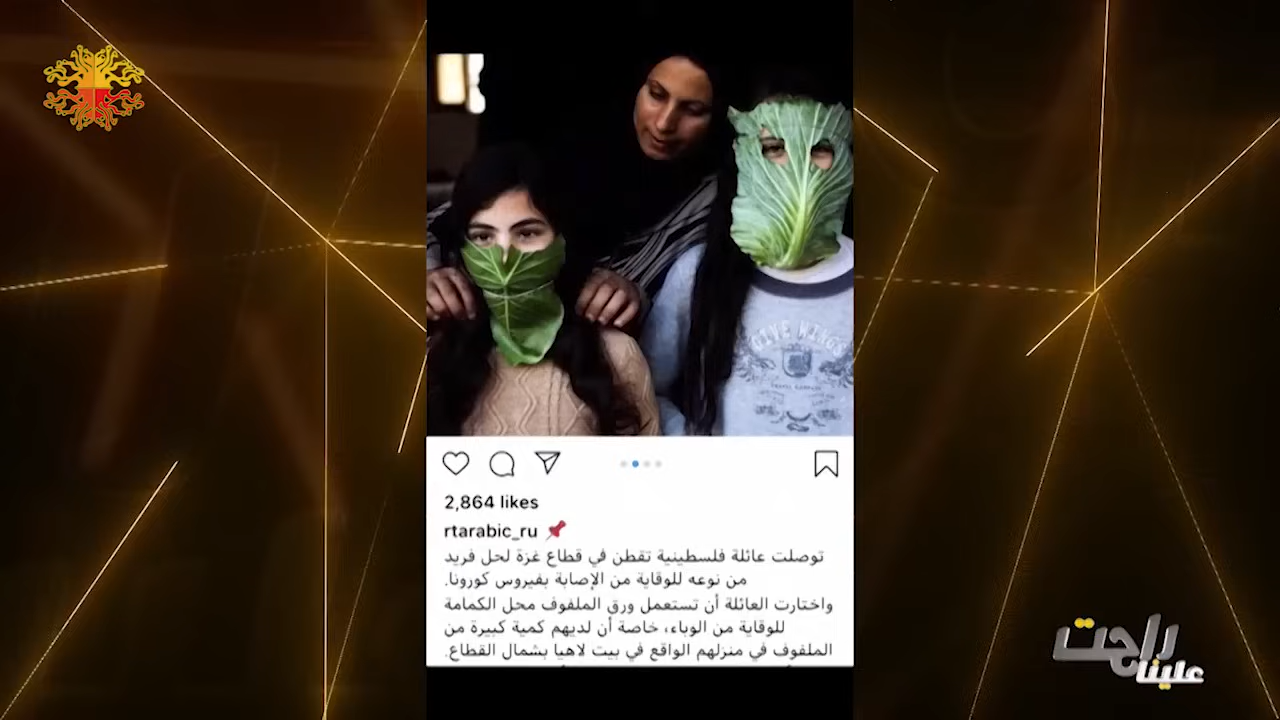 GIVE WINGS
2,864 likes
rtarabic_ru
توصلت عائلة فلسطينية تقطن في قطاع غزة لحل فريد
من نوعه للوقاية من الإصابة بفيروس كورونا.
واختارت العائلة أن تستعمل ورق الملفوف محل الكمامة
للوقاية من الوباء، خاصة أن لديهم كمية كبيرة من
الملفوف في منزلهم الواقع في بيت لاهيا بشمال القطاع.
راحت
علينا